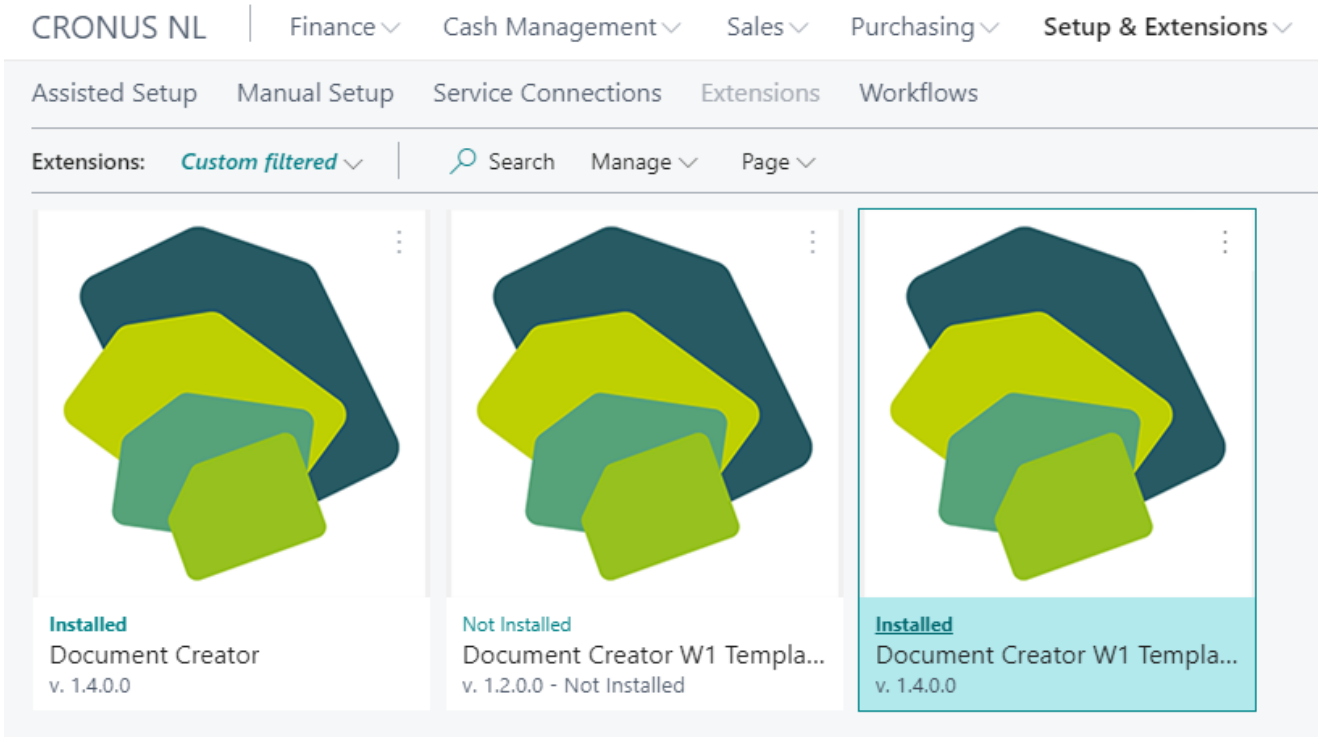 CRONUS NL Finance Cash Management Sales Purchasing Setup & Extensions
Assisted Setup Manual Setup Service Connections Extensions Workflows
Extensions: Custom filtered Search Manage Page
Installed
Document Creator
v. 1.4.0.0
Not Installed
Document Creator W1 Templa...
v. 1.2.0.0 - Not Installed
Installed
Document Creator W1 Templa...
v. 1.4.0.0